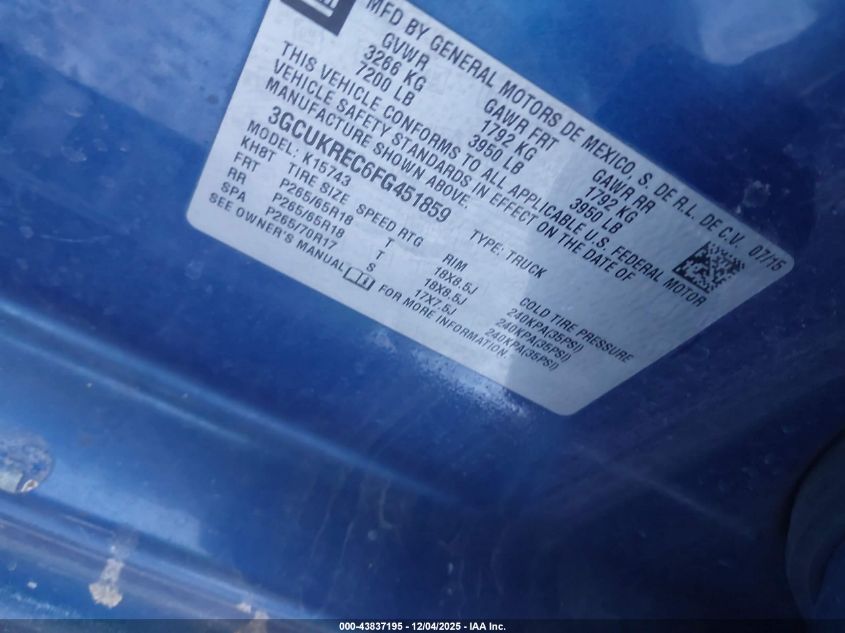 GM
MFD BY GENERAL MOTORS DE MEXICO, S. DE R.L. DE C.V. 07/15
GVWR GAWR FRT GAWR RR
3266 KG 1792 KG 1792 KG
7200 LB 3950 LB 3950 LB
THIS VEHICLE CONFORMS TO ALL APPLICABLE U.S. FEDERAL MOTOR
VEHICLE SAFETY STANDARDS IN EFFECT ON THE DATE OF
MANUFACTURE SHOWN ABOVE.
3GCUKREC6FG451859 TYPE: TRUCK
MODEL: K15743
KH8T TIRE SIZE SPEED RTG RIM COLD TIRE PRESSURE
FRT P265/65R18 T 18X8.5J 240KPA(35PSI)
RR P265/65R18 T 18X8.5J 240KPA(35PSI)
SPA P265/70R17 S 17X7.5J 240KPA(35PSI)
SEE OWNER'S MANUAL FOR MORE INFORMATION.
000-43837195 - 12/04/2025 - IAA Inc.